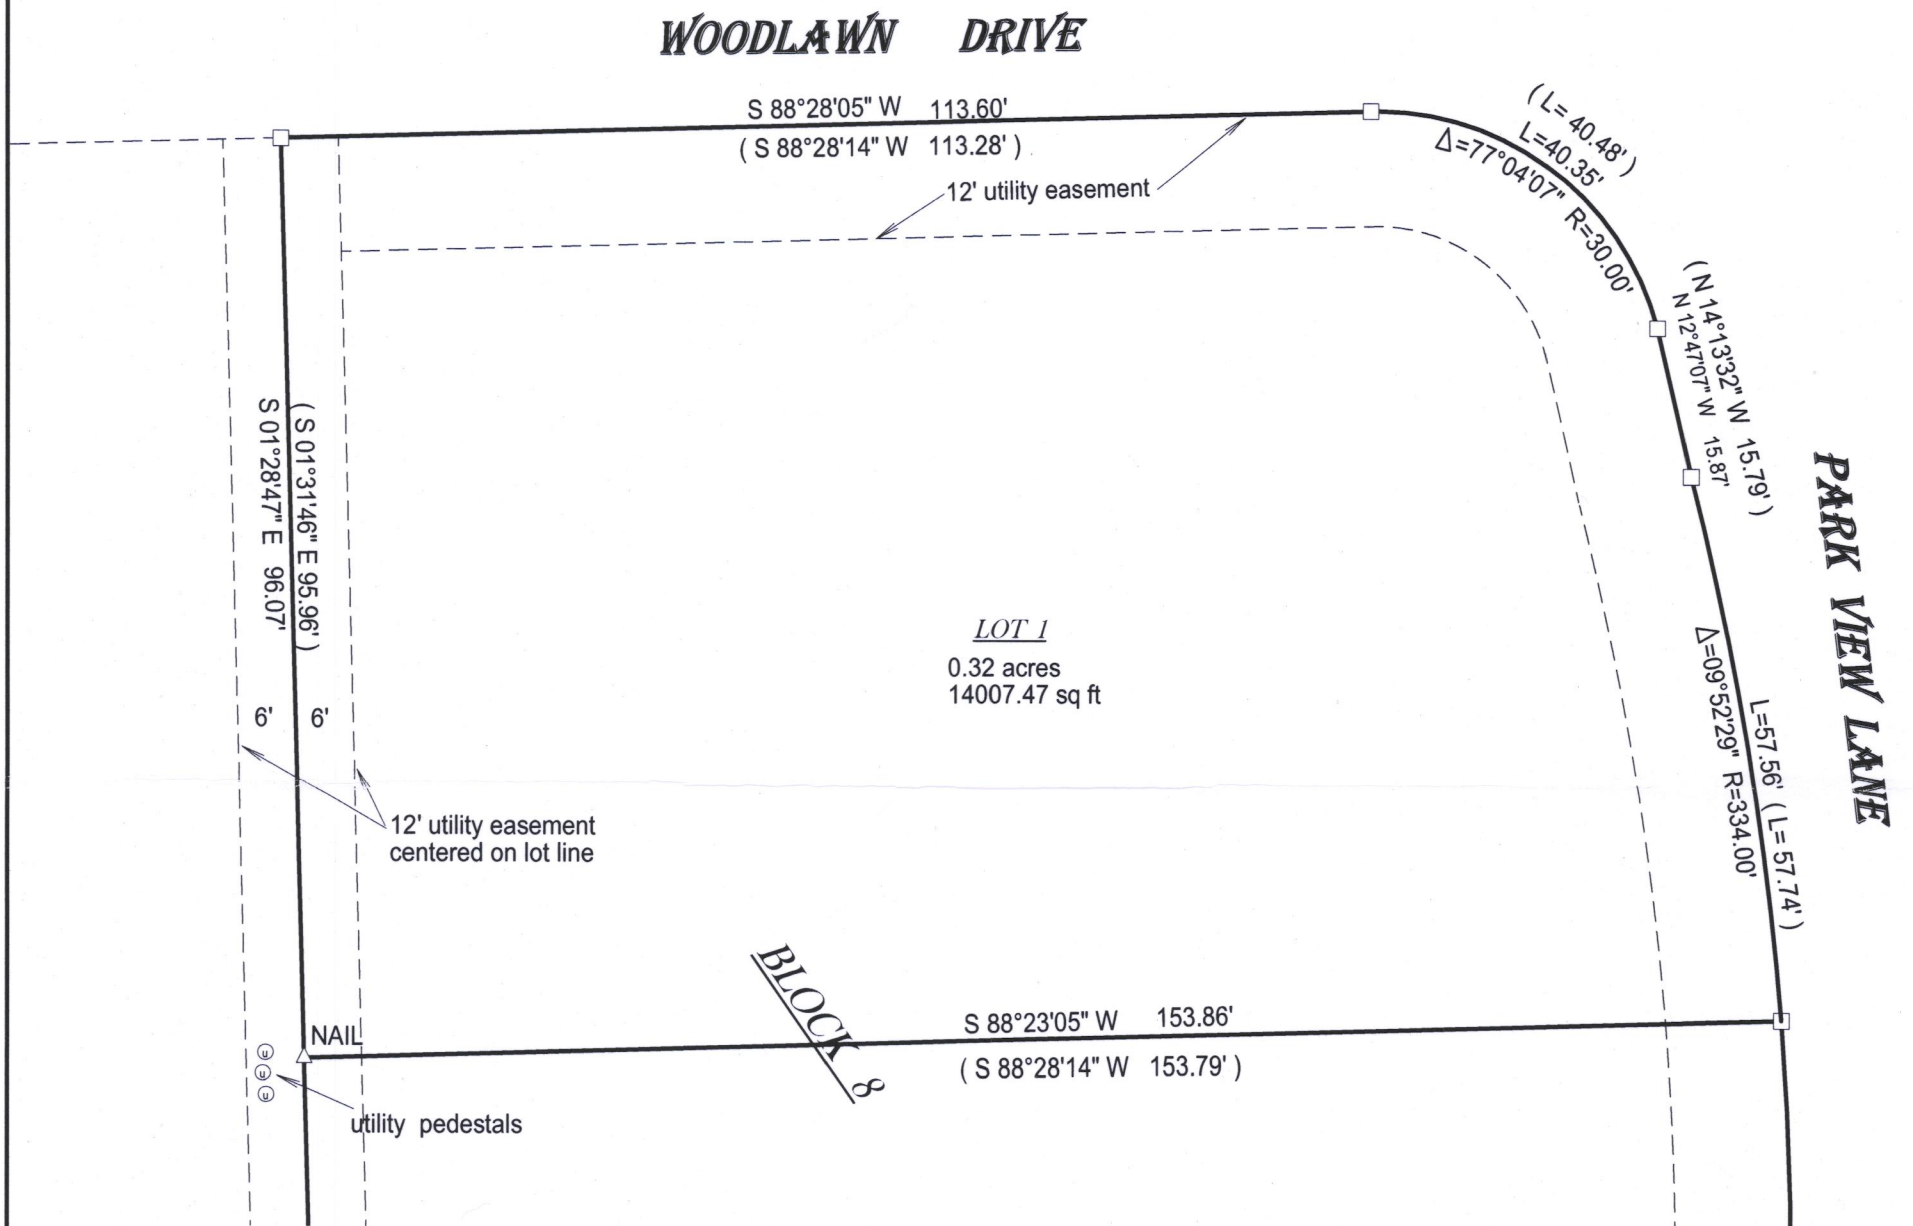 WOODLAWN DRIVE
S 88°28'05" W 113.60'
( S 88°28'14" W 113.28' )
12' utility easement
( L= 40.48' )
L=40.35'
Δ=77°04'07" R=30.00'
( N 14°13'32" W 15.79' )
N 12°47'07" W 15.87'
PARK VIEW LANE
S 01°28'47" E 96.07'
( S 01°31'46" E 95.96' )
6' 6'
12' utility easement
centered on lot line
LOT 1
0.32 acres
14007.47 sq ft
Δ=09°52'29" R=334.00'
L=57.56' ( L= 57.74' )
BLOCK 8
S 88°23'05" W 153.86'
( S 88°28'14" W 153.79' )
NAIL
u
u
u
utility pedestals